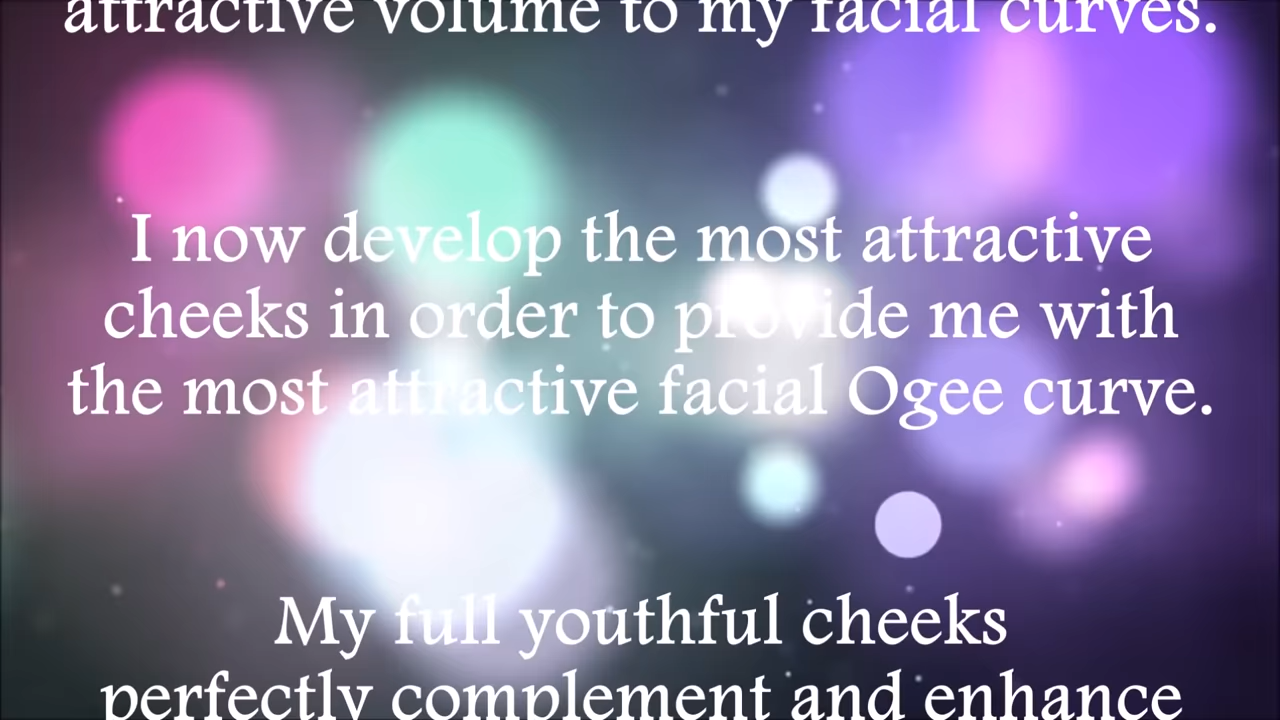 attractive volume to my facial curves.
I now develop the most attractive
cheeks in order to provide me with
the most attractive facial Ogee curve.
My full youthful cheeks
perfectly complement and enhance